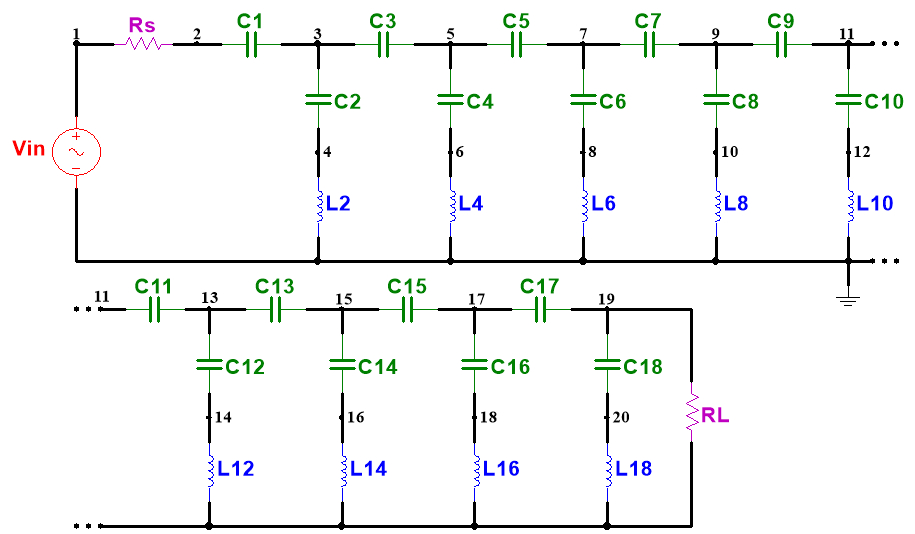 Rs C1 C3 C5 C7 C9
1 2 3 5 7 9 11
C2 C4 C6 C8 C10
Vin
4 6 8 10 12
L2 L4 L6 L8 L10
C11 C13 C15 C17
11 13 15 17 19
C12 C14 C16 C18
14 16 18 20 RL
L12 L14 L16 L18